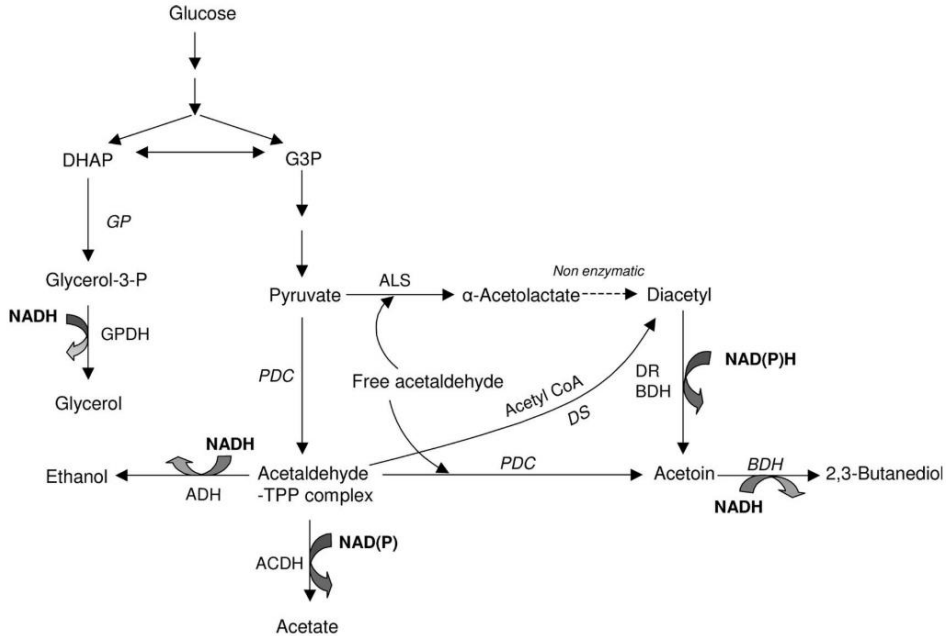 Glucose
DHAP
G3P
GP
Glycerol-3-P
Non enzymatic
Pyruvate
ALS
α-Acetolactate
Diacetyl
NADH
GPDH
NAD(P)H
PDC
Free acetaldehyde
Acetyl CoA
DS
DR
BDH
Glycerol
NADH
Ethanol
ADH
Acetaldehyde
-TPP complex
PDC
Acetoin
BDH
2,3-Butanediol
NADH
NAD(P)
ACDH
Acetate